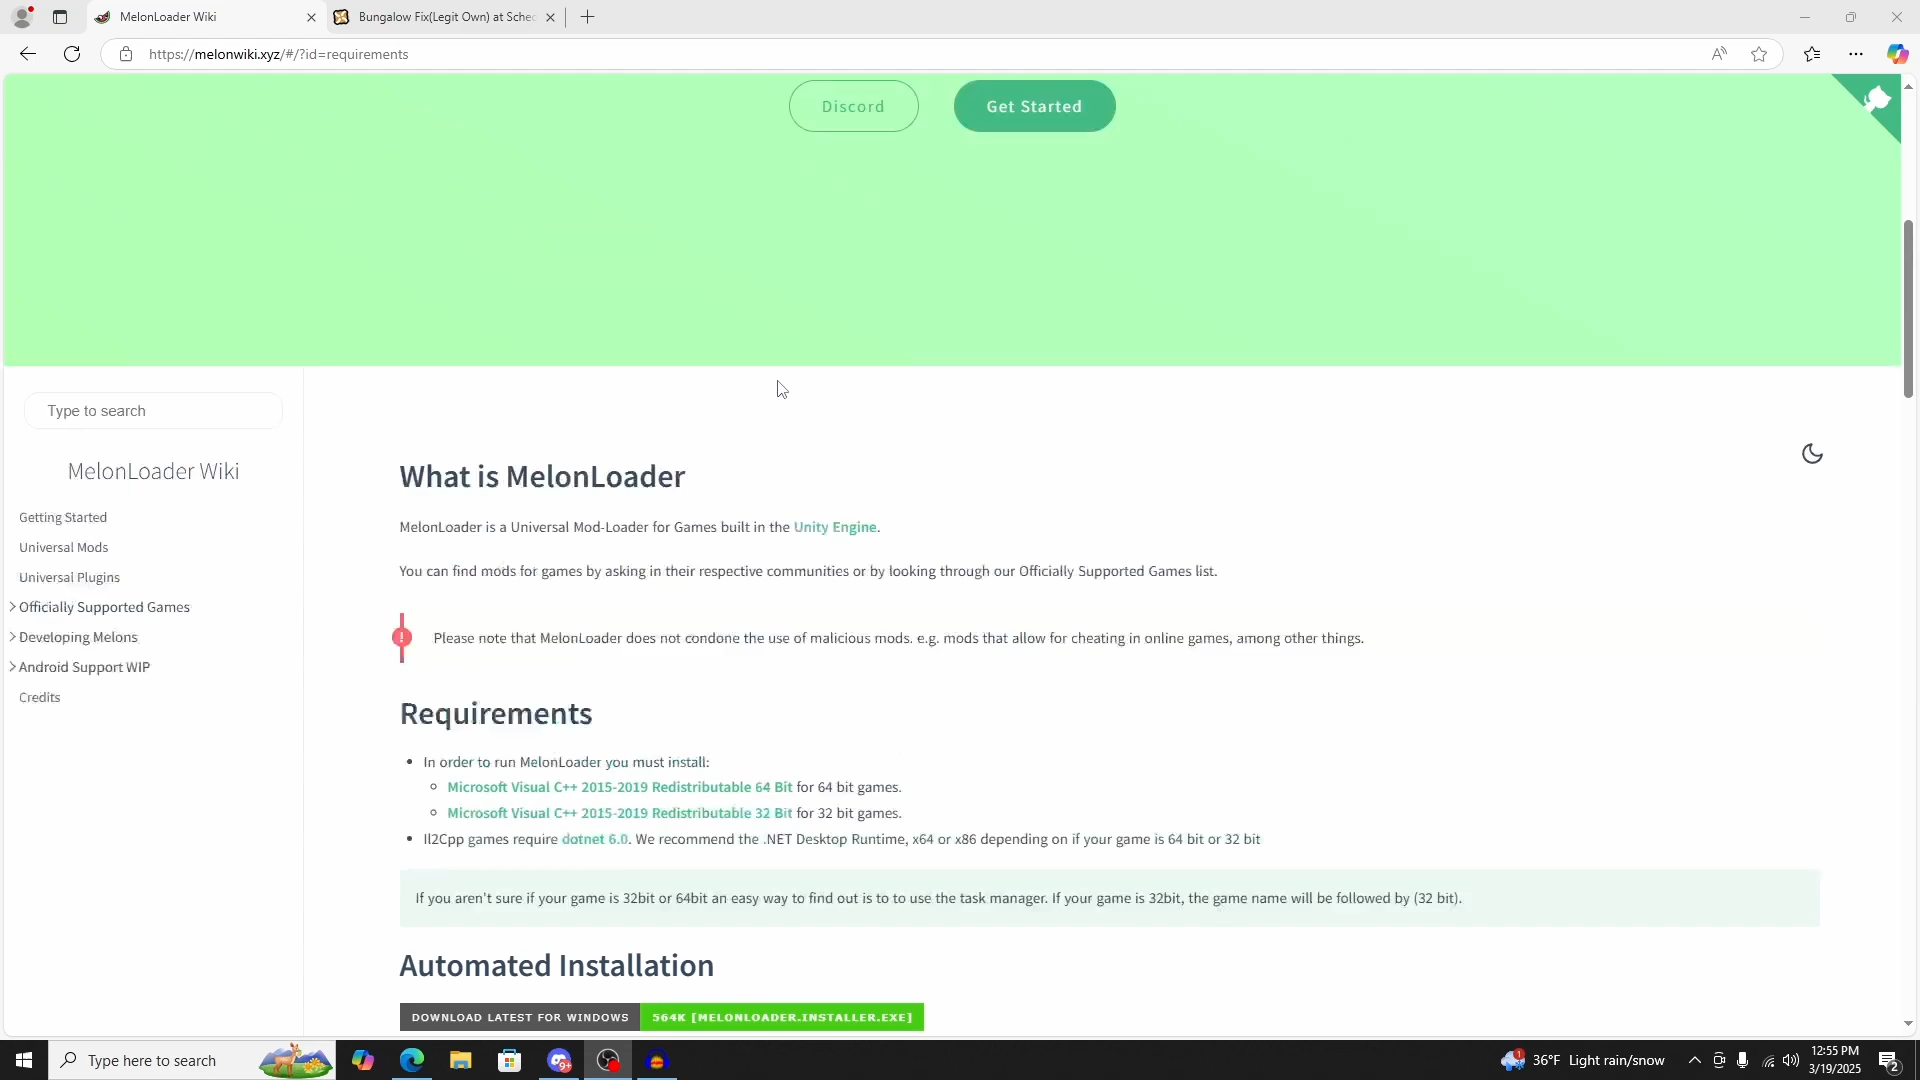 MelonLoader Wiki
Bungalow Fix(Legit Own) at Sche
https://melonwiki.xyz/#/?id=requirements
Discord
Get Started
Type to search
MelonLoader Wiki
Getting Started
Universal Mods
Universal Plugins
Officially Supported Games
Developing Melons
Android Support WIP
Credits
What is MelonLoader
MelonLoader is a Universal Mod-Loader for Games built in the Unity Engine.
You can find mods for games by asking in their respective communities or by looking through our Officially Supported Games list.
Please note that MelonLoader does not condone the use of malicious mods. e.g. mods that allow for cheating in online games, among other things.
Requirements
In order to run MelonLoader you must install:
Microsoft Visual C++ 2015-2019 Redistributable 64 Bit for 64 bit games.
Microsoft Visual C++ 2015-2019 Redistributable 32 Bit for 32 bit games.
Il2Cpp games require dotnet 6.0. We recommend the .NET Desktop Runtime, x64 or x86 depending on if your game is 64 bit or 32 bit
If you aren't sure if your game is 32bit or 64bit an easy way to find out is to to use the task manager. If your game is 32bit, the game name will be followed by (32 bit).
Automated Installation
DOWNLOAD LATEST FOR WINDOWS 564K [MELONLOADER.INSTALLER.EXE]
Type here to search
9+
1
36°F Light rain/snow
12:55 PM
3/19/2025
2